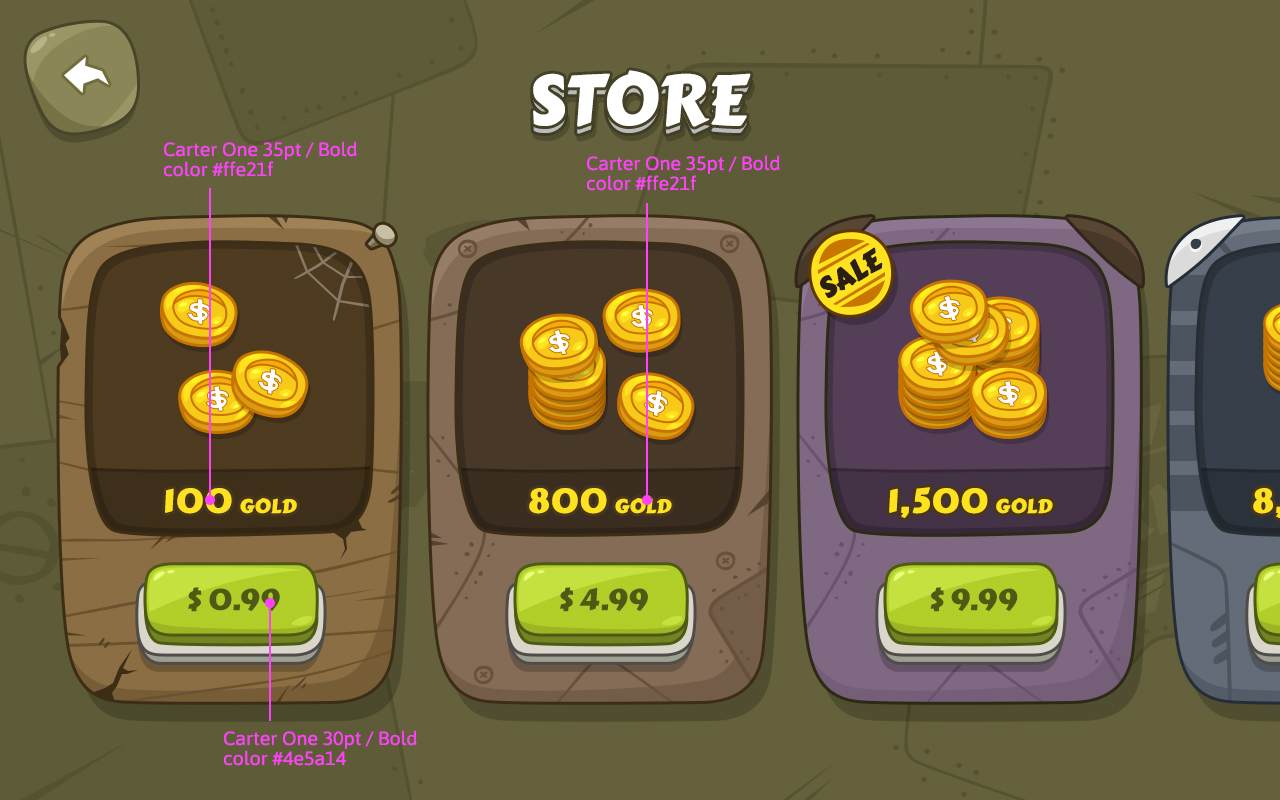 STORE
Carter One 35pt / Bold
color #ffe21f
Carter One 35pt / Bold
color #ffe21f
SALE
100 GOLD
800 GOLD
1,500 GOLD
8,
$ 0.99
$ 4.99
$ 9.99
Carter One 30pt / Bold
color #4e5a14